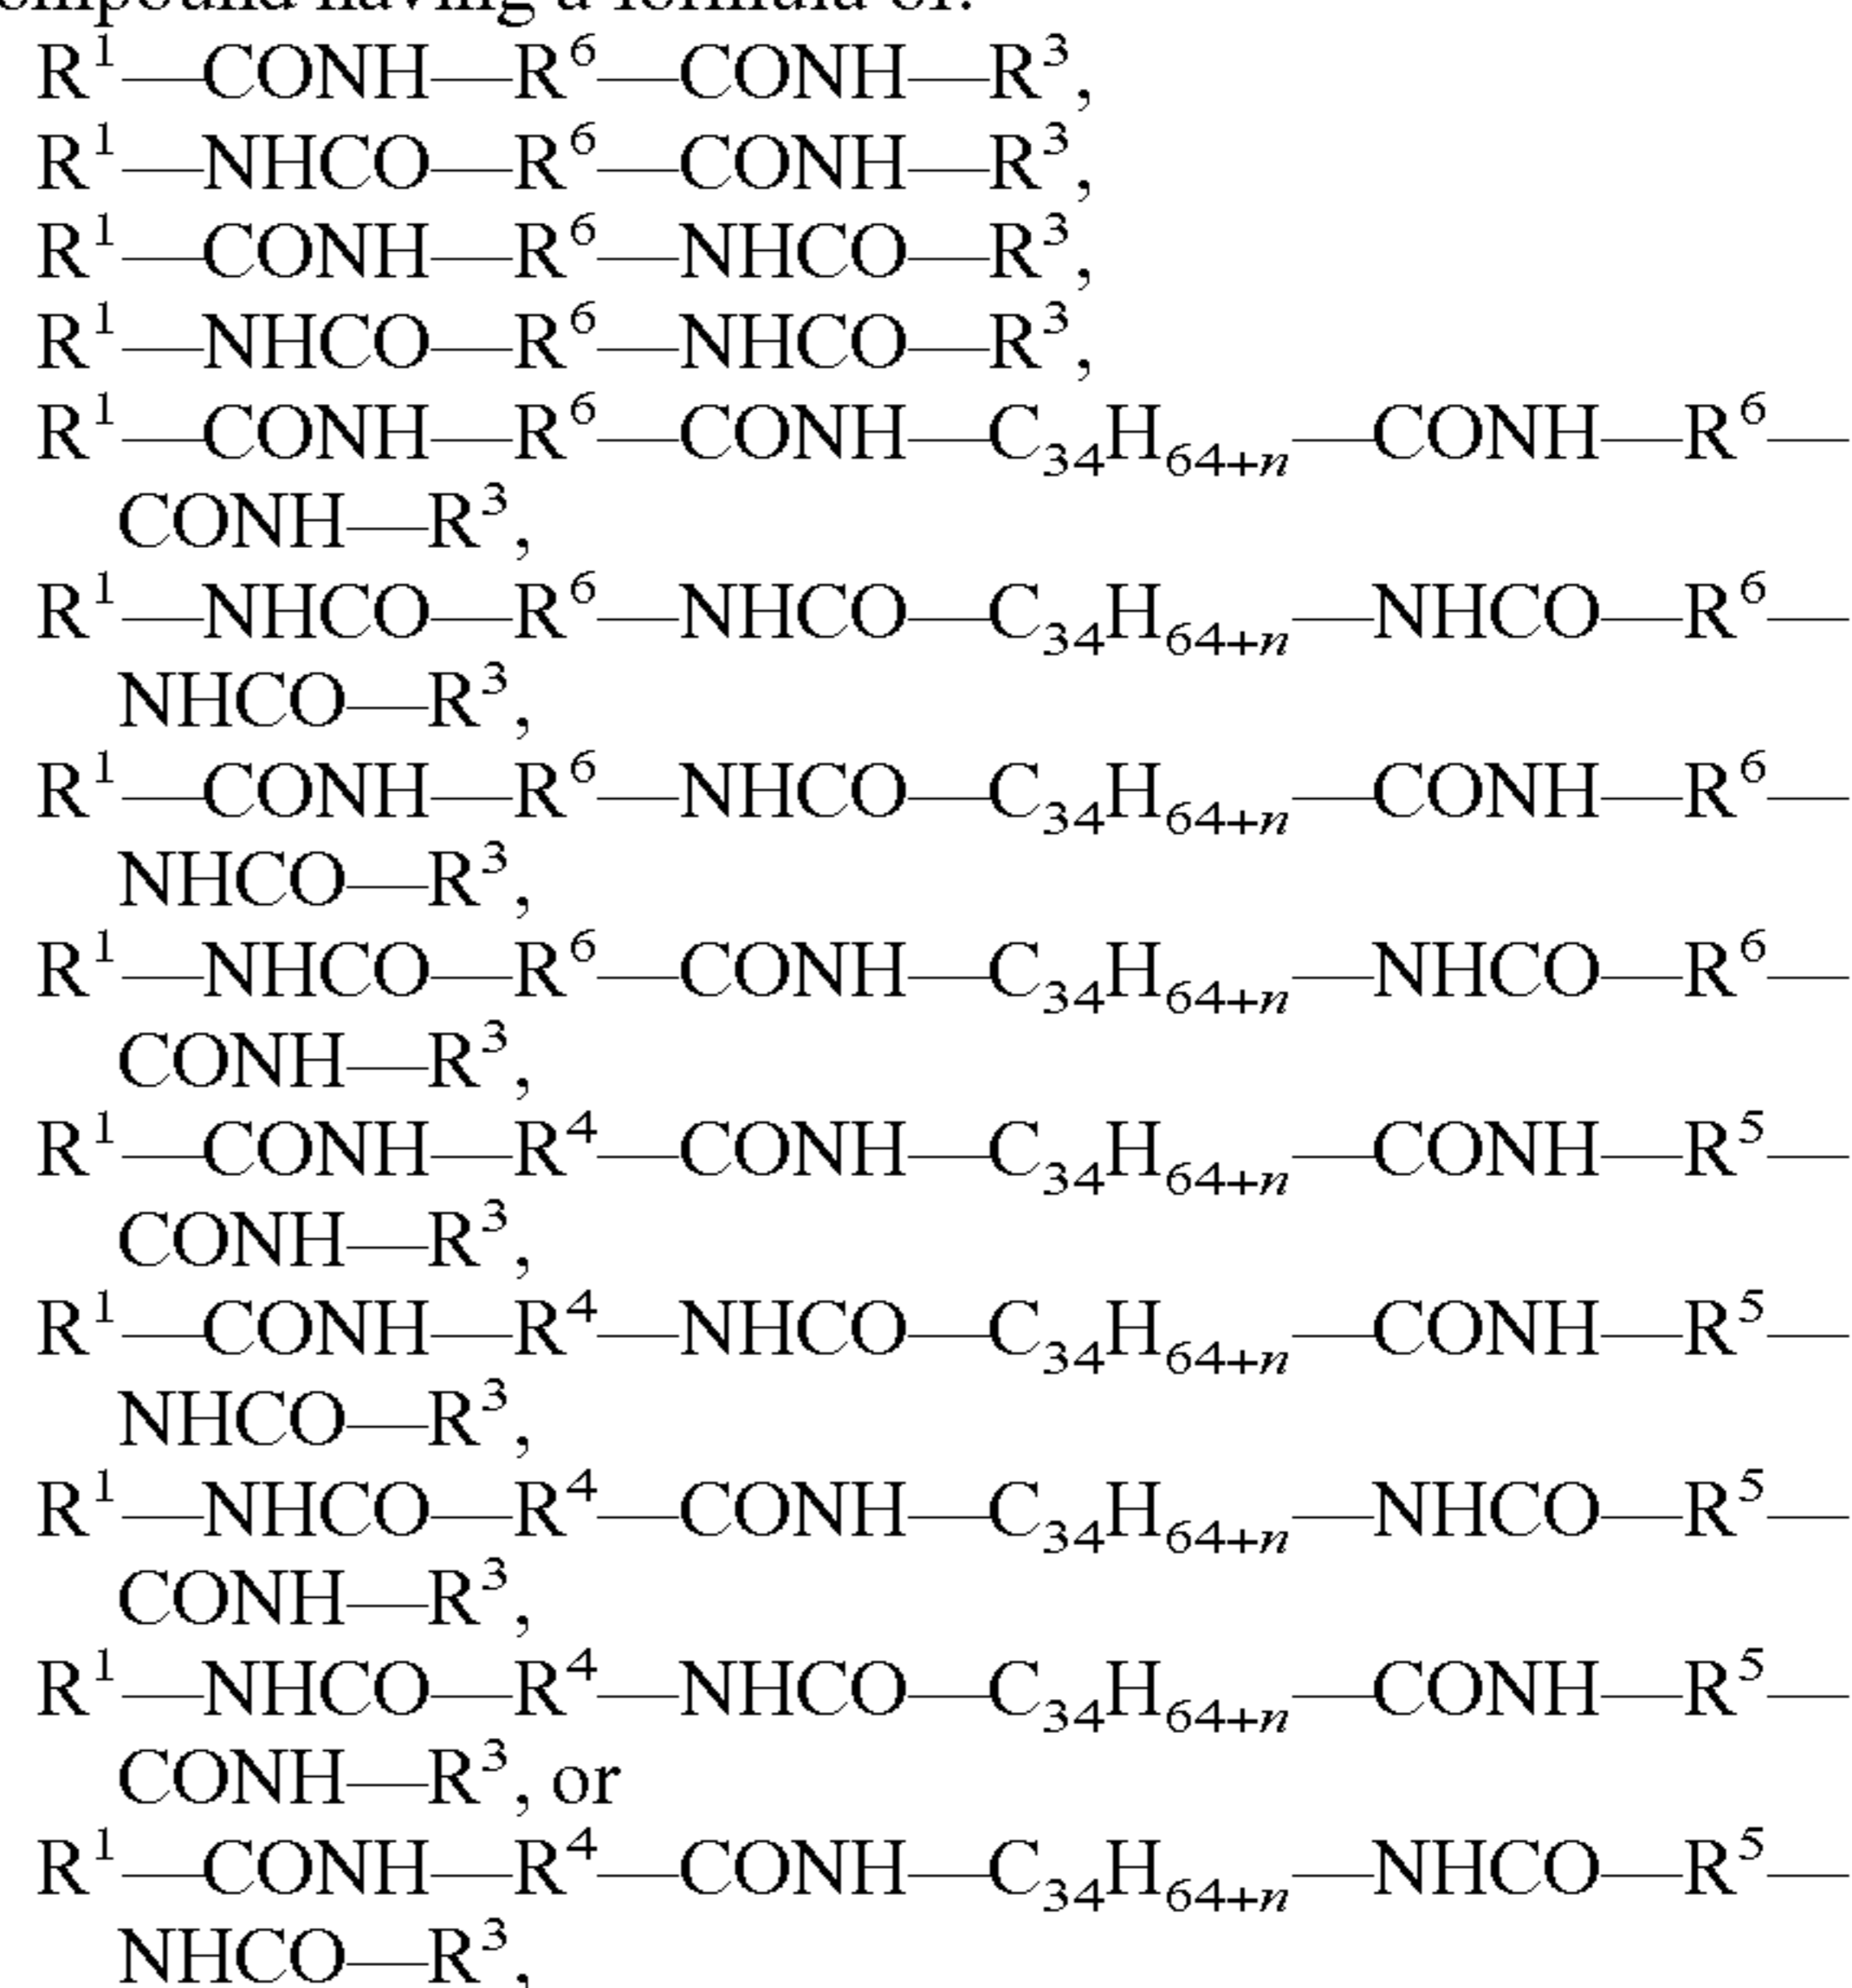 ompound having a formula of:
R¹—CONH—R⁶—CONH—R³,
R¹—NHCO—R⁶—CONH—R³,
R¹—CONH—R⁶—NHCO—R³,
R¹—NHCO—R⁶—NHCO—R³,
R¹—CONH—R⁶—CONH—C₃₄H₆₄₊ₙ—CONH—R⁶—
CONH—R³,
R¹—NHCO—R⁶—NHCO—C₃₄H₆₄₊ₙ—NHCO—R⁶—
NHCO—R³,
R¹—CONH—R⁶—NHCO—C₃₄H₆₄₊ₙ—CONH—R⁶—
NHCO—R³,
R¹—NHCO—R⁶—CONH—C₃₄H₆₄₊ₙ—NHCO—R⁶—
CONH—R³,
R¹—CONH—R⁴—CONH—C₃₄H₆₄₊ₙ—CONH—R⁵—
CONH—R³,
R¹—CONH—R⁴—NHCO—C₃₄H₆₄₊ₙ—CONH—R⁵—
NHCO—R³,
R¹—NHCO—R⁴—CONH—C₃₄H₆₄₊ₙ—NHCO—R⁵—
CONH—R³,
R¹—NHCO—R⁴—NHCO—C₃₄H₆₄₊ₙ—CONH—R⁵—
CONH—R³, or
R¹—CONH—R⁴—CONH—C₃₄H₆₄₊ₙ—NHCO—R⁵—
NHCO—R³,